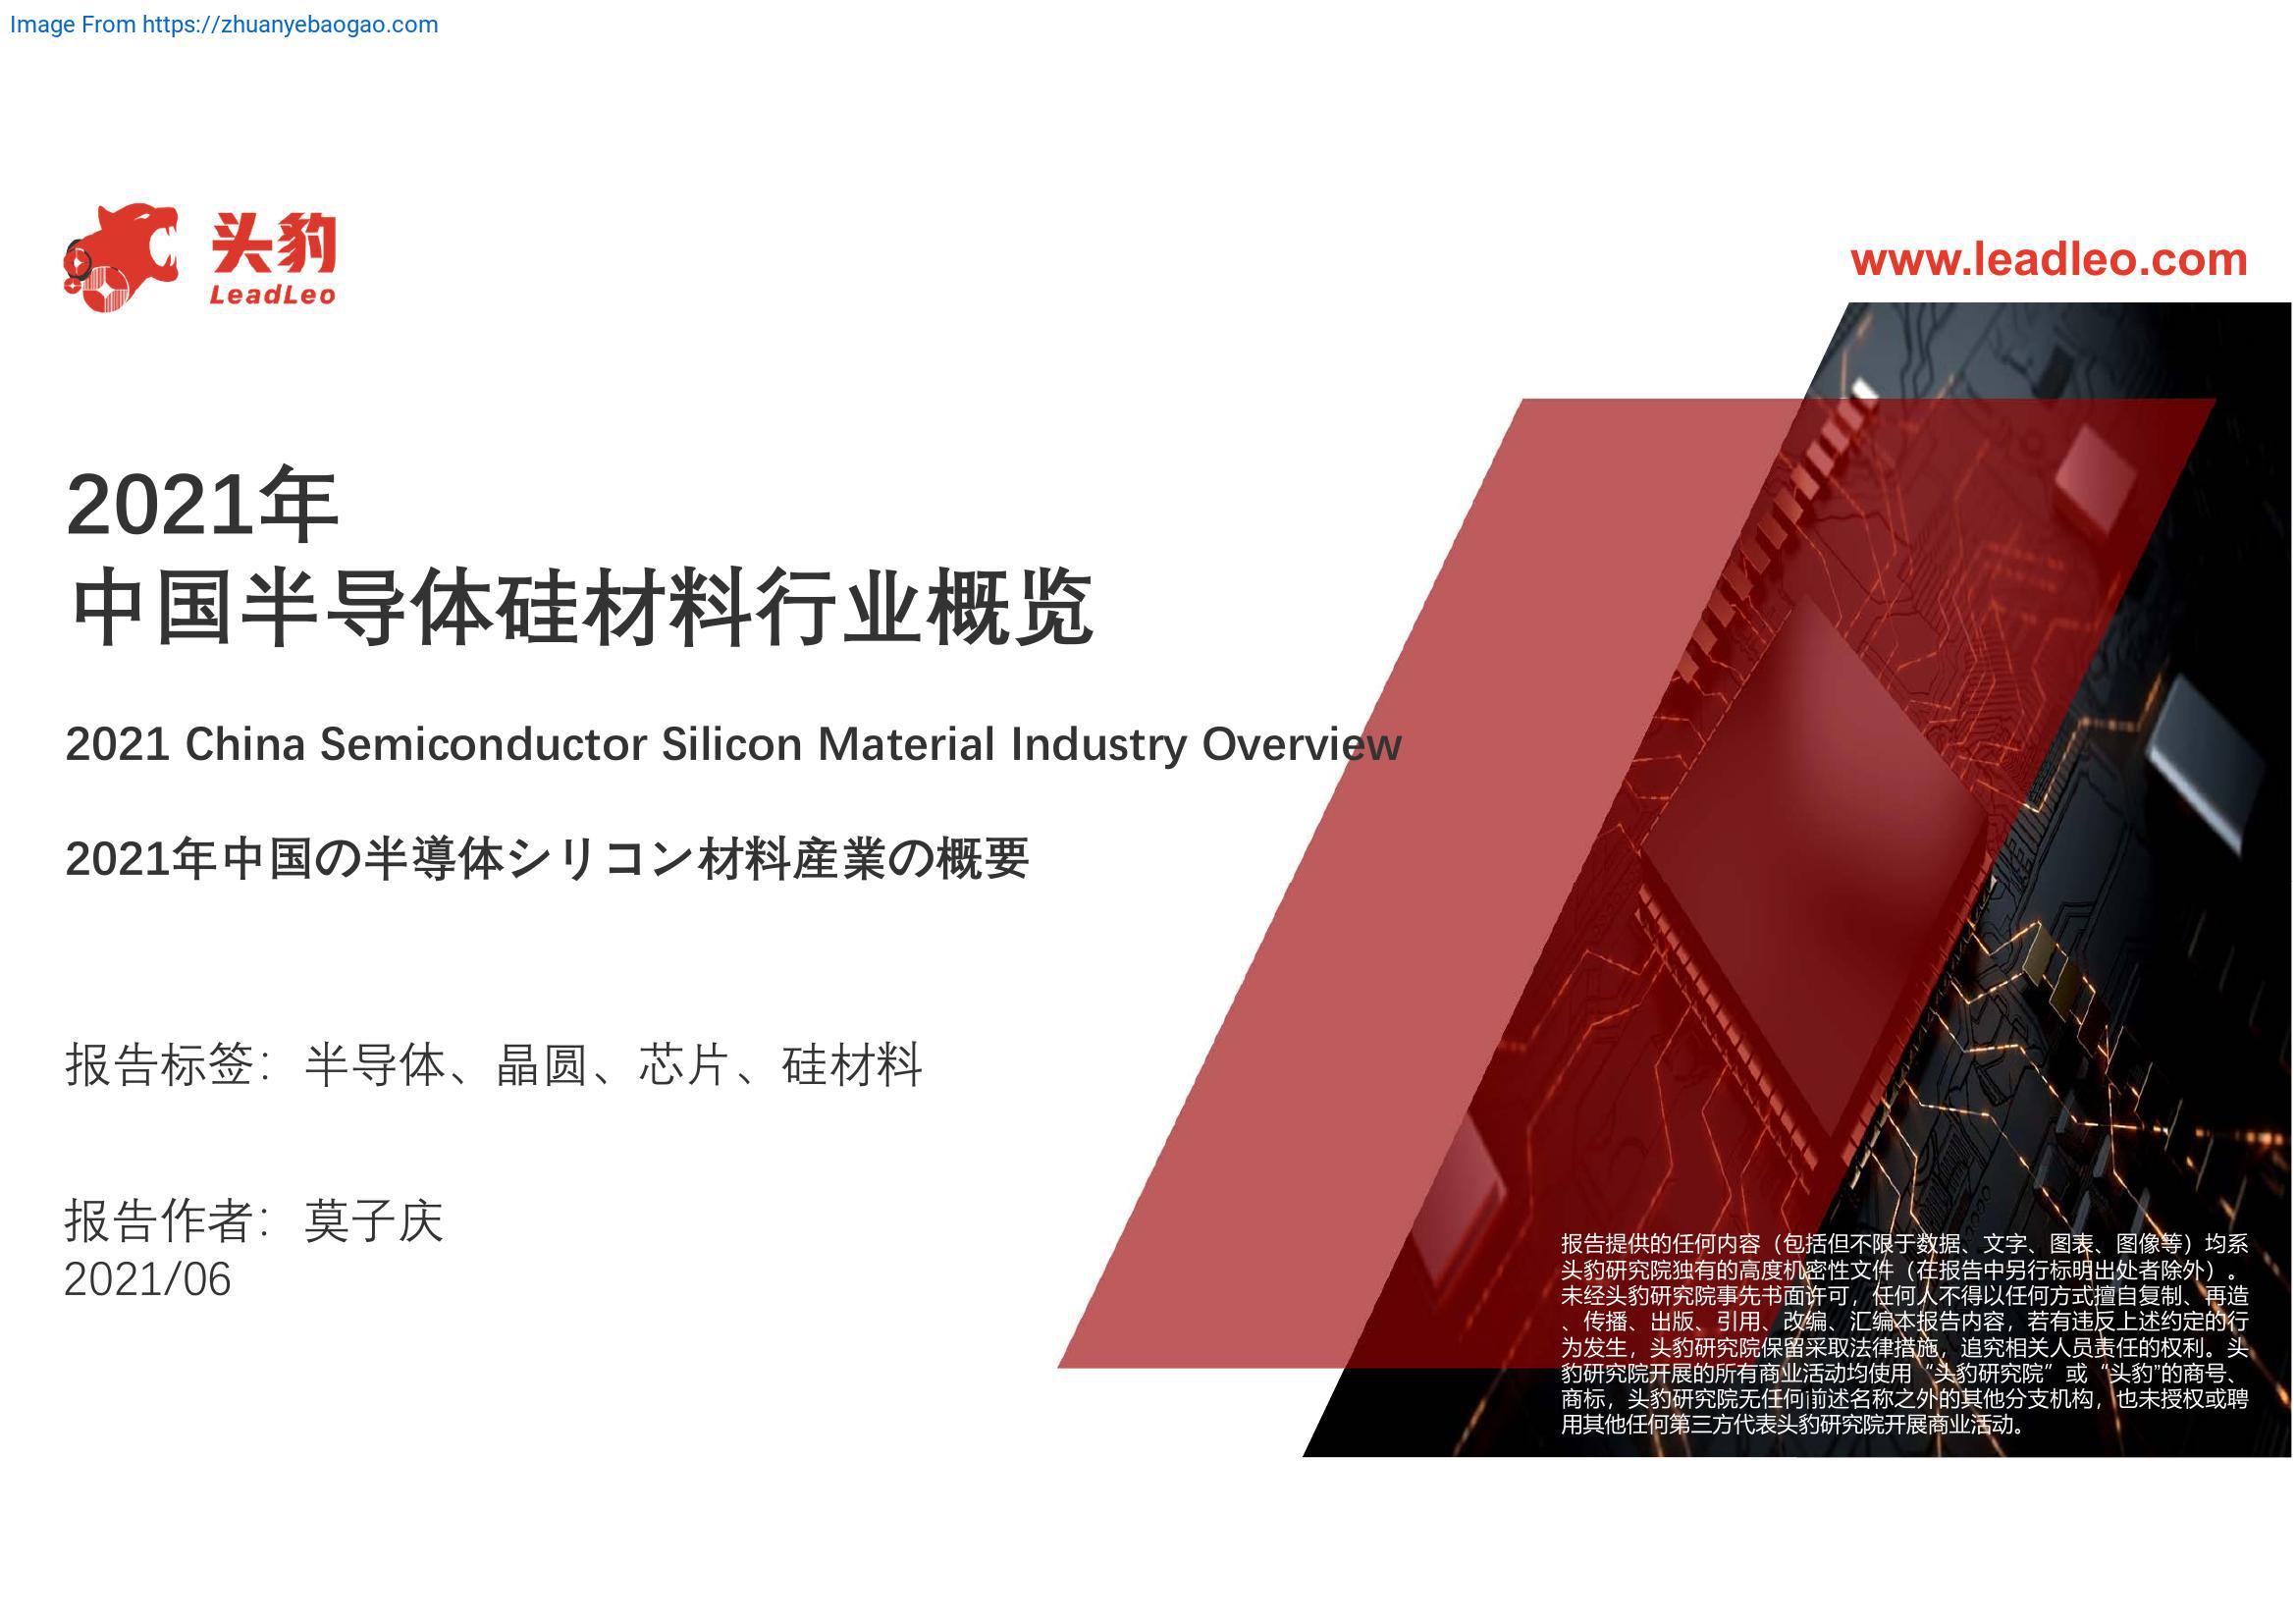 Image From https://zhuanyebaogao.com
头豹
LeadLeo
www.leadleo.com
2021年
中国半导体硅材料行业概览
2021 China Semiconductor Silicon Material Industry Overview
2021年中国の半導体シリコン材料産業の概要
报告标签：半导体、晶圆、芯片、硅材料
报告作者：莫子庆
2021/06
报告提供的任何内容（包括但不限于数据、文字、图表、图像等）均系
头豹研究院独有的高度机密性文件（在报告中另行标明出处者除外）。
未经头豹研究院事先书面许可，任何人不得以任何方式擅自复制、再造
、传播、出版、引用、改编、汇编本报告内容，若有违反上述约定的行
为发生，头豹研究院保留采取法律措施，追究相关人员责任的权利。头
豹研究院开展的所有商业活动均使用“头豹研究院”或“头豹”的商号、
商标，头豹研究院无任何前述名称之外的其他分支机构，也未授权或聘
用其他任何第三方代表头豹研究院开展商业活动。